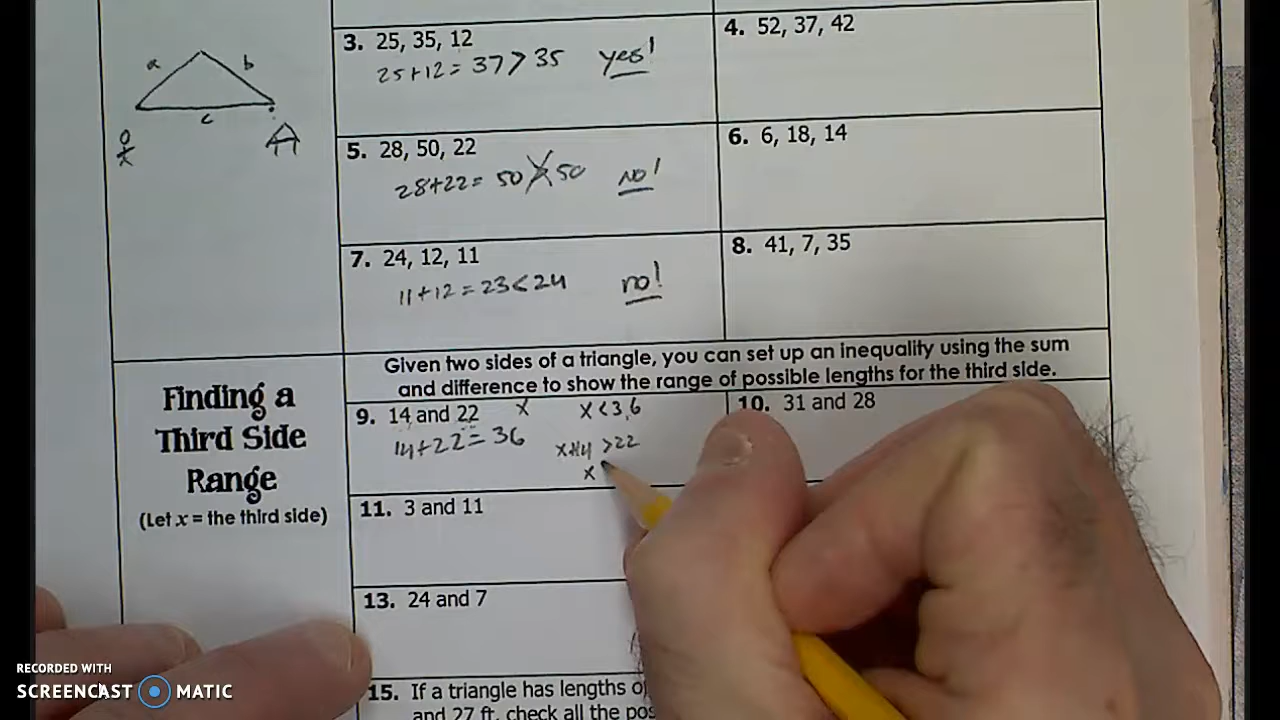 a
b
c
3. 25, 35, 12
25+12 = 37 > 35 yes!
4. 52, 37, 42
5. 28, 50, 22
28+22 = 50 > 50 no!
6. 6, 18, 14
7. 24, 12, 11
11+12 = 23 < 24 no!
8. 41, 7, 35
Finding a
Third Side
Range
(Let x = the third side)
Given two sides of a triangle, you can set up an inequality using the sum
and difference to show the range of possible lengths for the third side.
9. 14 and 22 x x < 36
14+22 = 36 x+14 > 22
x
10. 31 and 28
11. 3 and 11
13. 24 and 7
15. If a triangle has lengths
and 27 ft, check all the
RECORDED WITH
SCREENCAST MATIC